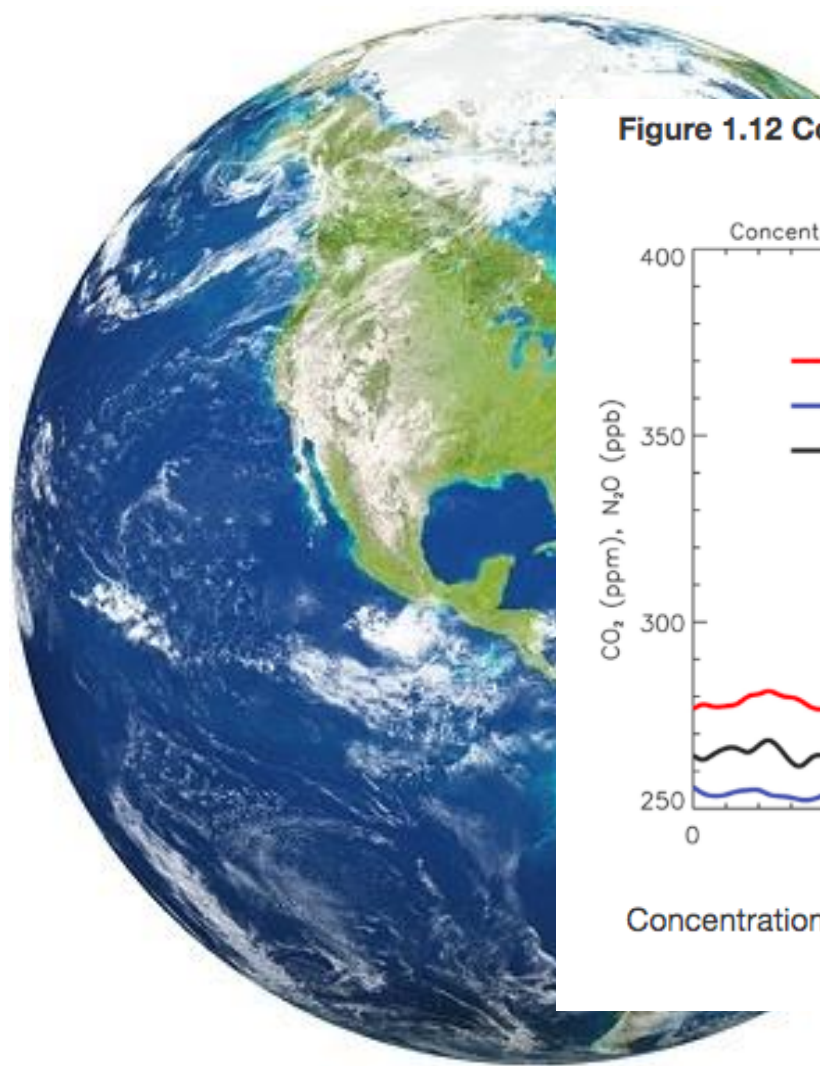 Figure 1.12 Co
Concent
400
350
300
250
CO₂ (ppm), N₂O (ppb)
0
Concentration